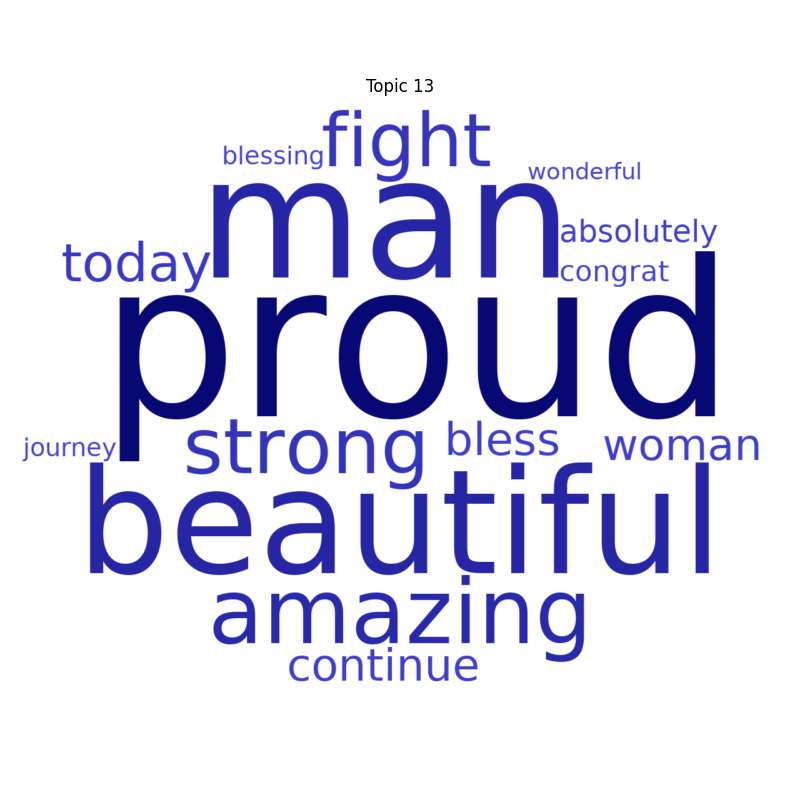 Topic 13
fight
blessing
wonderful
man
absolutely
today
congrat
proud
strong
bless
woman
journey
beautiful
amazing
continue